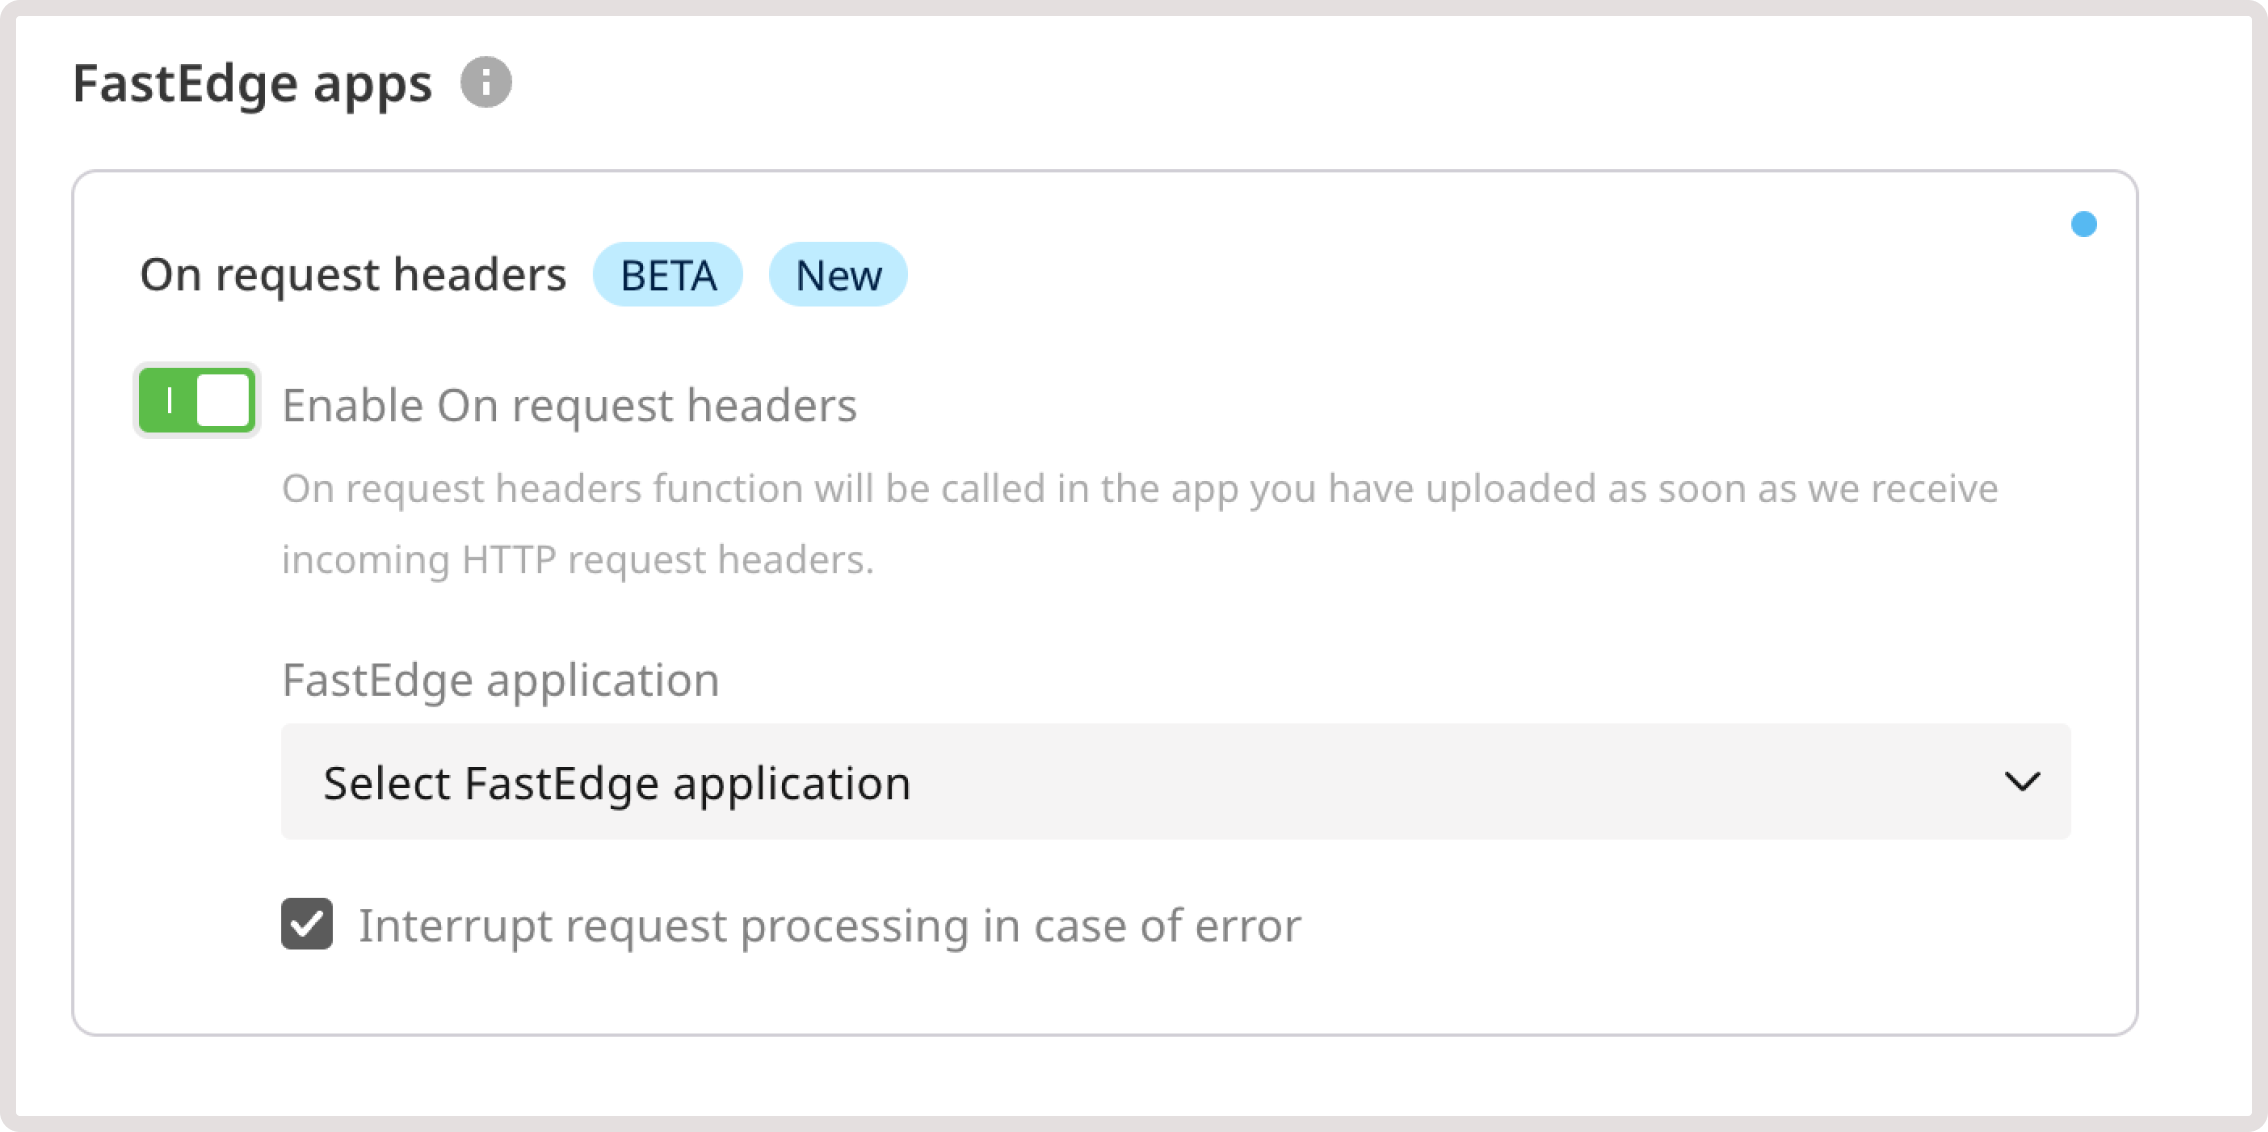 FastEdge apps
On request headers BETA New
Enable On request headers
On request headers function will be called in the app you have uploaded as soon as we receive
incoming HTTP request headers.
FastEdge application
Select FastEdge application
Interrupt request processing in case of error